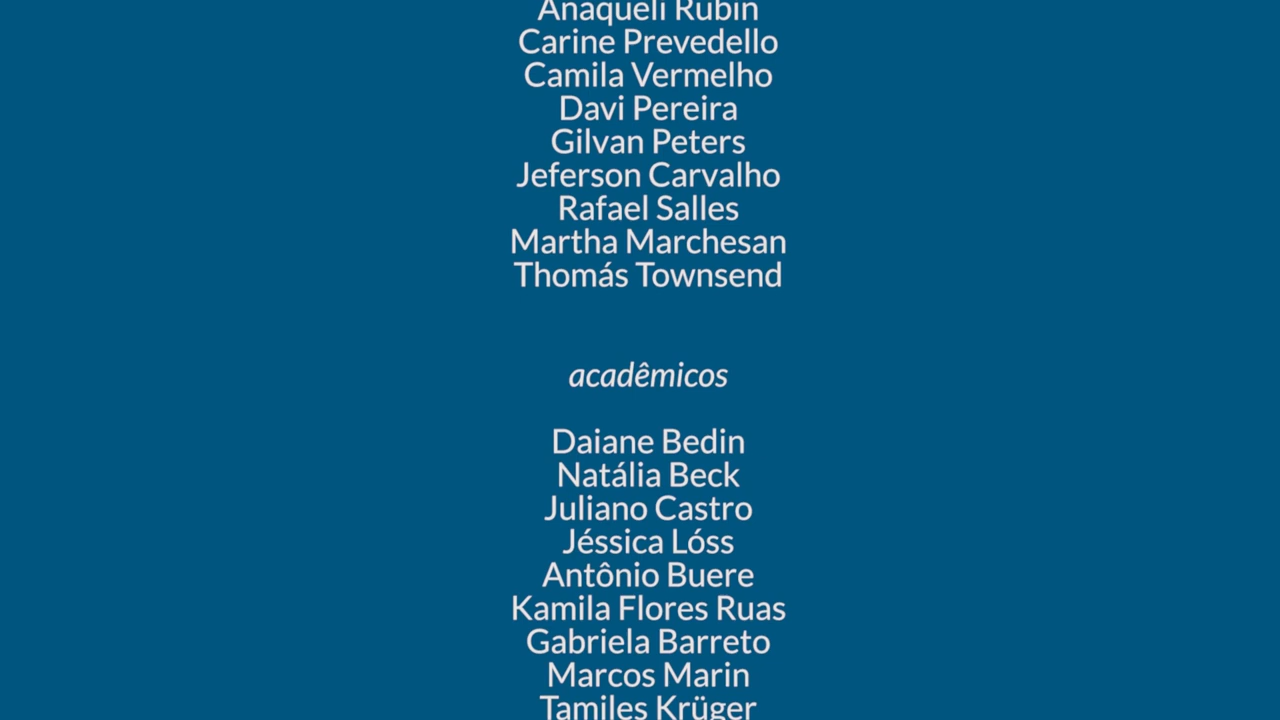 Anaqueli Rubin
Carine Prevedello
Camila Vermelho
Davi Pereira
Gilvan Peters
Jeferson Carvalho
Rafael Salles
Martha Marchesan
Thomás Townsend
acadêmicos
Daiane Bedin
Natália Beck
Juliano Castro
Jéssica Lóss
Antônio Buere
Kamila Flores Ruas
Gabriela Barreto
Marcos Marin
Tamiles Krüger